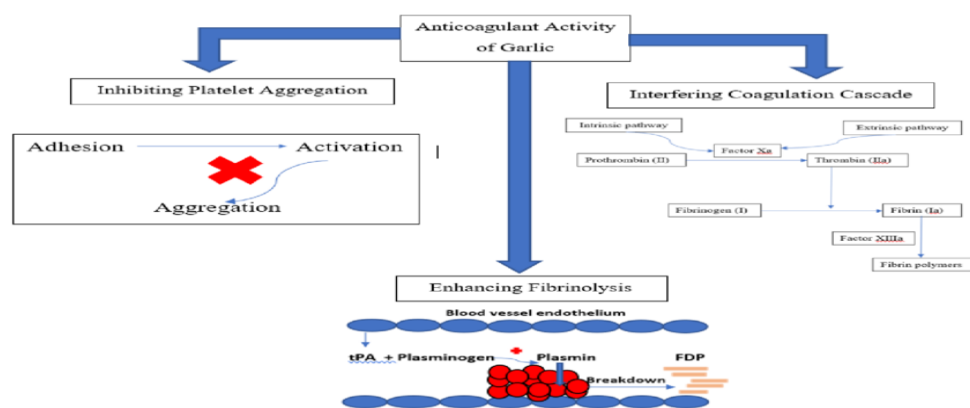 Anticoagulant Activity
of Garlic
Inhibiting Platelet Aggregation
Interfering Coagulation Cascade
Adhesion
Activation
Aggregation
Intrinsic pathway
Extrinsic pathway
Factor Xa
Prothrombin (II)
Thrombin (IIa)
Fibrinogen (I)
Fibrin (Ia)
Factor XIIIa
Fibrin polymers
Enhancing Fibrinolysis
Blood vessel endothelium
tPA + Plasminogen
Plasmin
FDP
Breakdown